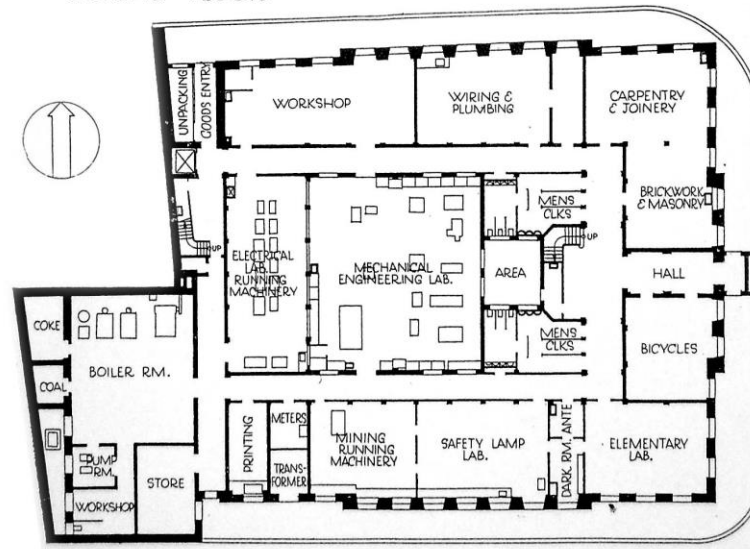 UNPACKING
GOODS ENTRY
WORKSHOP
WIRING &
PLUMBING
CARPENTRY
& JOINERY
BRICKWORK
& MASONRY
MENS
CLKS
UP
UP
ELECTRICAL
LAB.
RUNNING
MACHINERY
MECHANICAL
ENGINEERING LAB.
AREA
HALL
MENS
CLKS
BICYCLES
COKE
COAL
BOILER RM.
PUMP
RM.
WORKSHOP
STORE
PRINTING
METERS
TRANS-
FORMER
MINING
RUNNING
MACHINERY
SAFETY LAMP
LAB.
DARK RM. ANTE
ELEMENTARY
LAB.